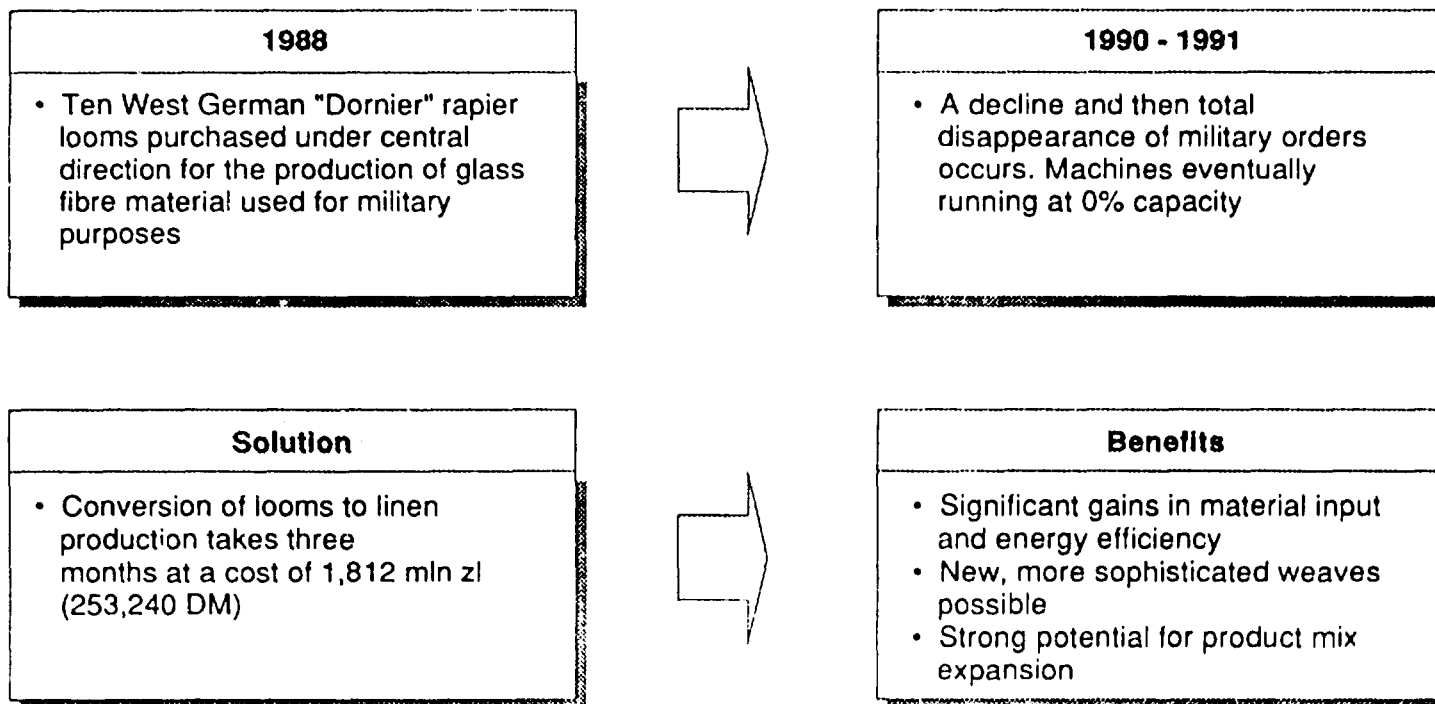 1988
• Ten West German "Dornier" rapier
looms purchased under central
direction for the production of glass
fibre material used for military
purposes
1990 - 1991
• A decline and then total
disappearance of military orders
occurs. Machines eventually
running at 0% capacity
Solution
• Conversion of looms to linen
production takes three
months at a cost of 1,812 mln zl
(253,240 DM)
Benefits
• Significant gains in material input
and energy efficiency
• New, more sophisticated weaves
possible
• Strong potential for product mix
expansion